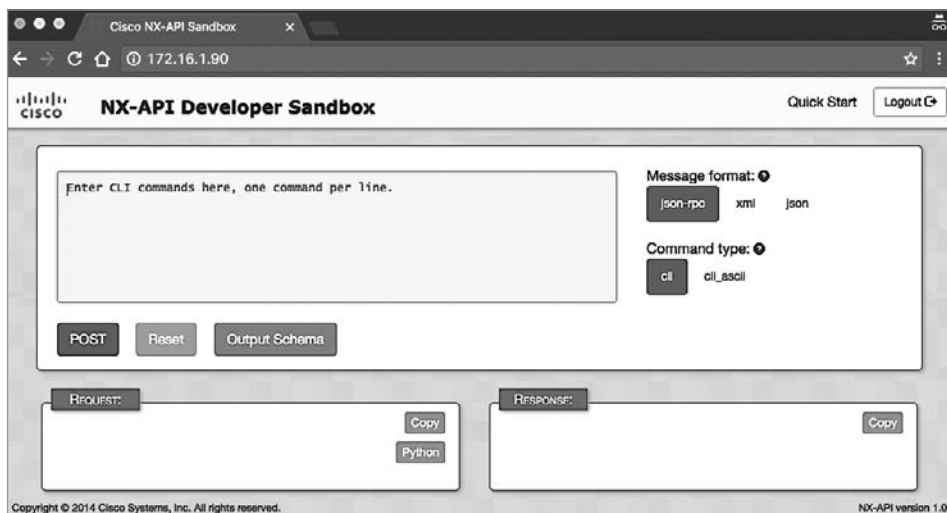 Cisco NX-API Sandbox
172.16.1.90
CISCO
NX-API Developer Sandbox
Quick Start
Logout
Enter CLI commands here, one command per line.
Message format:
json-rpc xml json
Command type:
cli cli_ascii
POST Reset Output Schema
REQUEST:
Copy
Python
RESPONSE:
Copy
Copyright © 2014 Cisco Systems, Inc. All rights reserved.
NX-API version 1.0